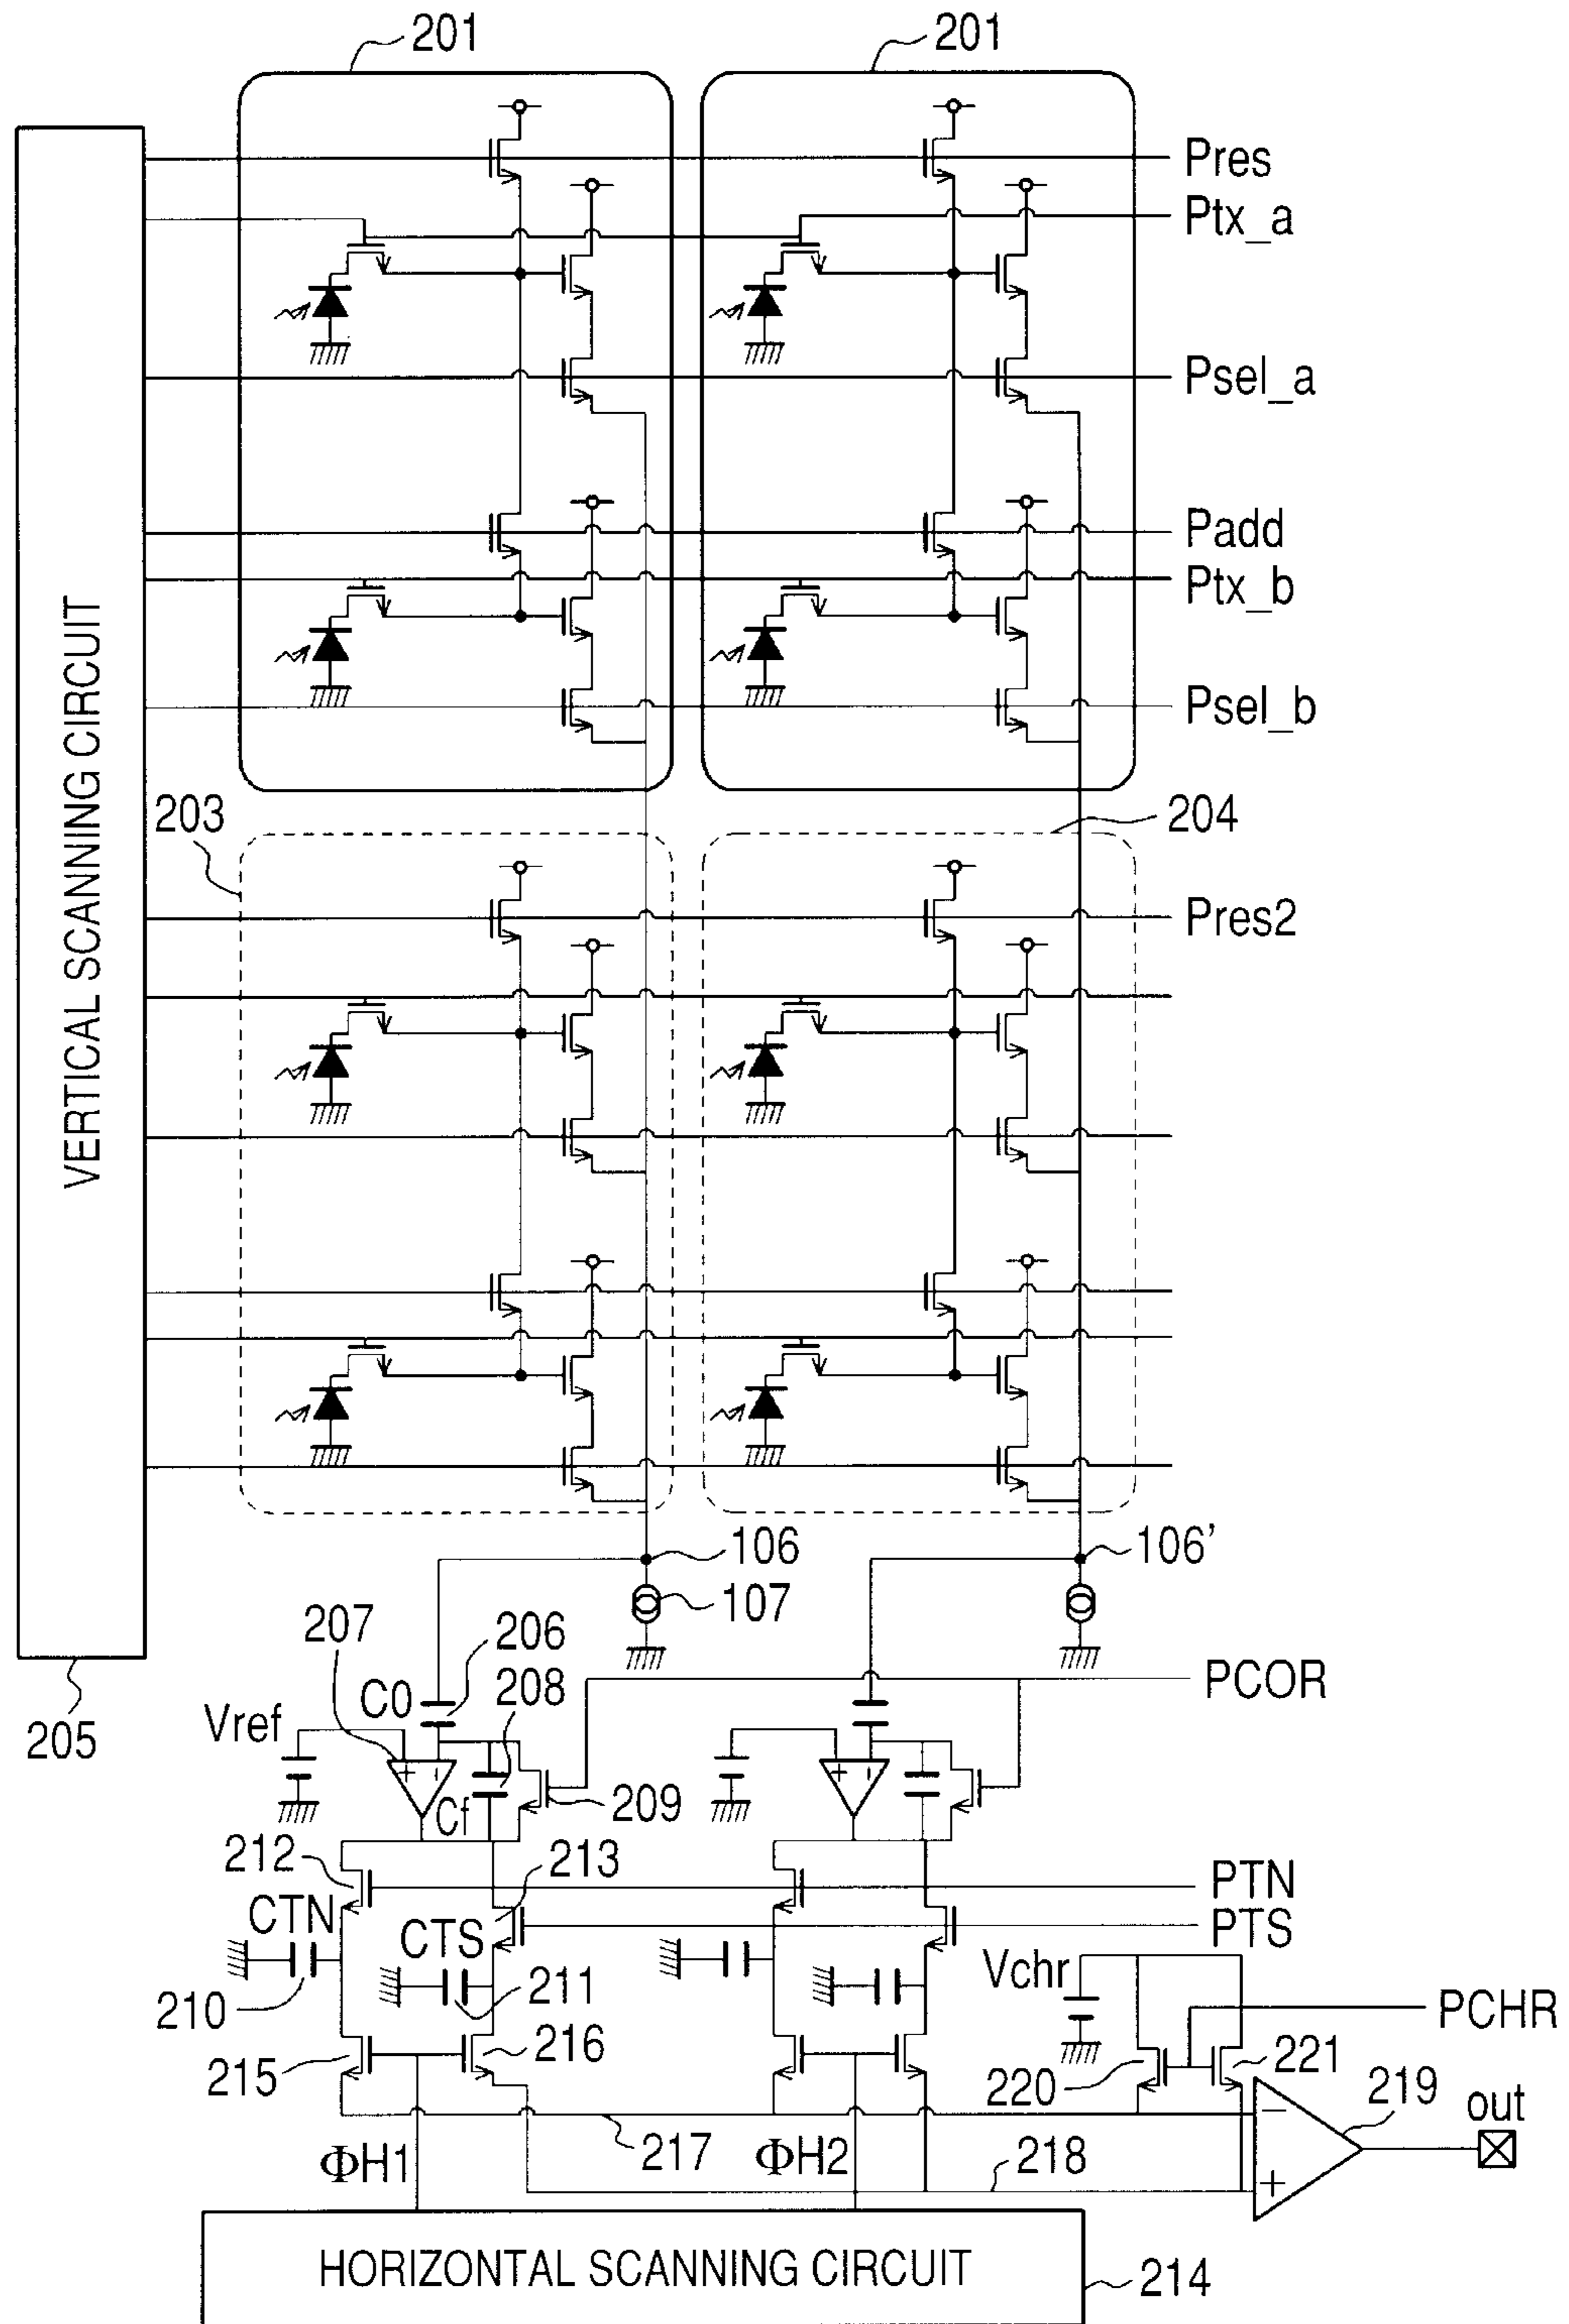 201
201
Pres
Ptx_a
Psel_a
Padd
Ptx_b
Psel_b
VERTICAL SCANNING CIRCUIT
203
204
Pres2
106
106'
107
207
206
208
C0
PCOR
Vref
205
+
-
+
-
Cf
209
212
213
PTN
CTN
CTS
PTS
Vchr
210
211
PCHR
215
216
220
221
219
out
−
ΦH1
217
ΦH2
218
+
HORIZONTAL SCANNING CIRCUIT
214